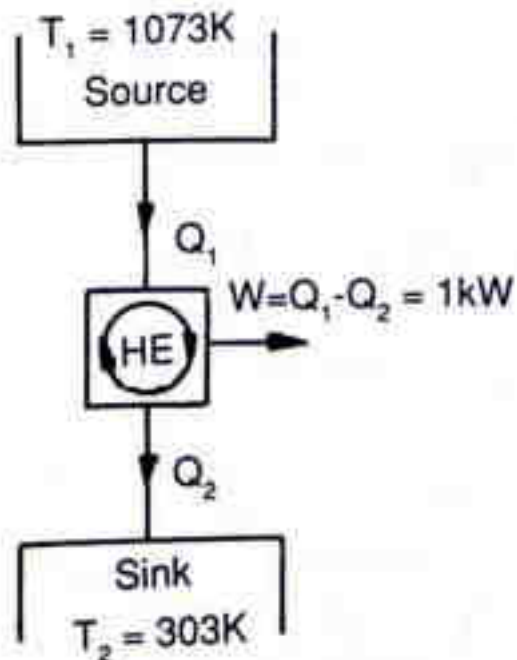 T₁ = 1073K
Source
Q₁
W=Q₁-Q₂ = 1kW
HE
Q₂
Sink
T₂ = 303K